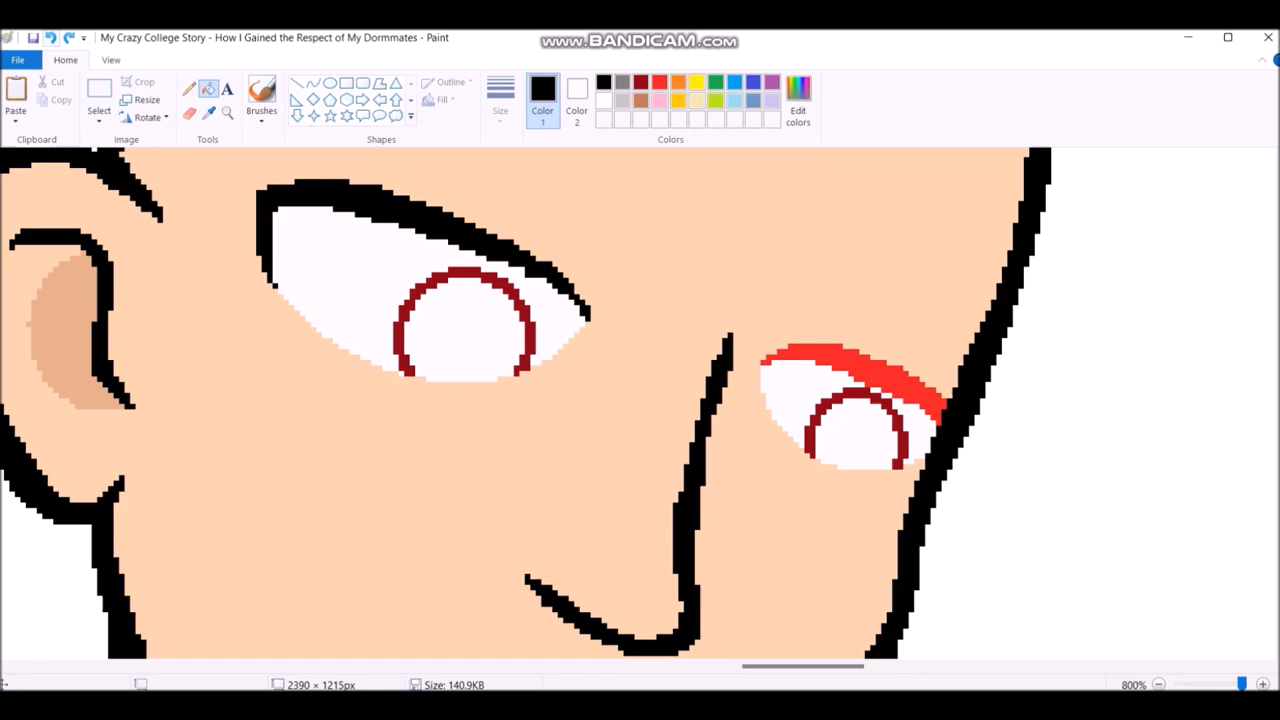 My Crazy College Story - How I Gained the Respect of My Dormmates - Paint
www.BANDICAM.com
File Home View
Paste
Cut
Copy
Clipboard
Select
Crop
Resize
Rotate
Image
A
Tools
Brushes
Outline
Fill
Shapes
Size
Color 1
Color 2
Edit colors
Colors
2390 × 1215px
Size: 140.9KB
800%